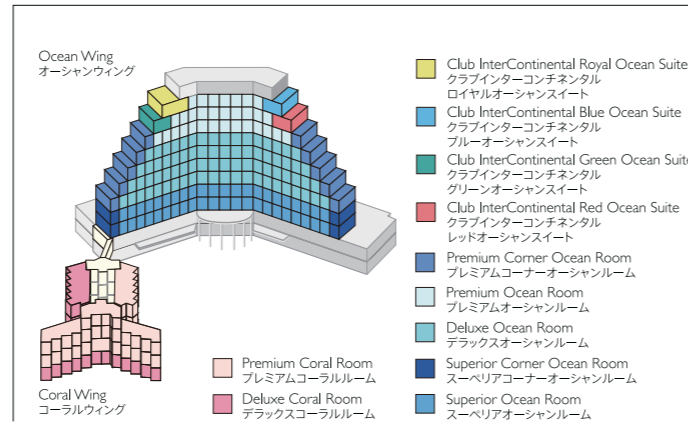 Ocean Wing
オーシャンウィング
Club InterContinental Royal Ocean Suite
クラブインターコンチネンタル
ロイヤルオーシャンスイート
Club InterContinental Blue Ocean Suite
クラブインターコンチネンタル
ブルーオーシャンスイート
Club InterContinental Green Ocean Suite
クラブインターコンチネンタル
グリーンオーシャンスイート
Club InterContinental Red Ocean Suite
クラブインターコンチネンタル
レッドオーシャンスイート
Premium Corner Ocean Room
プレミアムコーナーオーシャンルーム
Premium Ocean Room
プレミアムオーシャンルーム
Deluxe Ocean Room
デラックスオーシャンルーム
Superior Corner Ocean Room
スーペリアコーナーオーシャンルーム
Superior Ocean Room
スーペリアオーシャンルーム
Premium Coral Room
プレミアムコーラルルーム
Deluxe Coral Room
デラックスコーラルルーム
Coral Wing
コーラルウィング